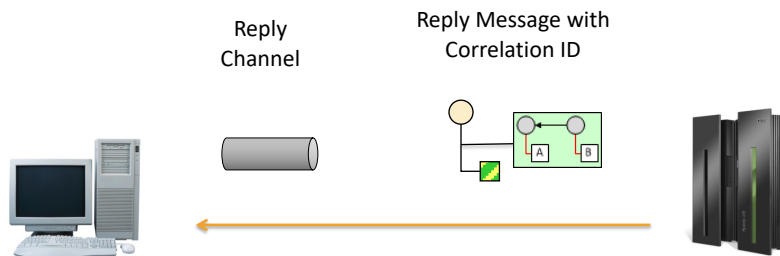 Reply
Channel
Reply Message with
Correlation ID
A
B